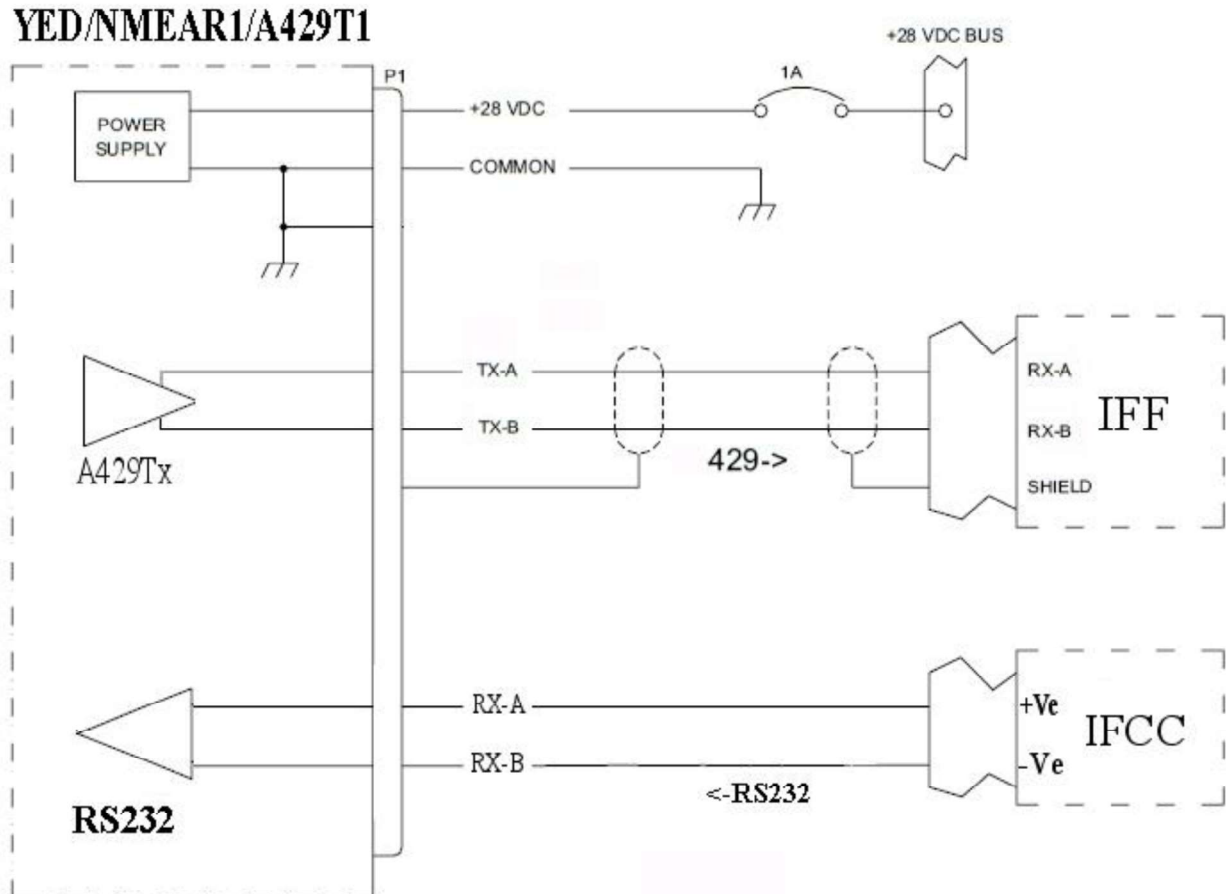 YED/NMEAR1/A429T1
+28 VDC BUS
P1
1A
POWER
SUPPLY
+28 VDC
COMMON
TX-A
RX-A
IFF
TX-B
RX-B
A429Tx
429->
SHIELD
RX-A
+Ve
IFCC
RX-B
-Ve
<-RS232
RS232